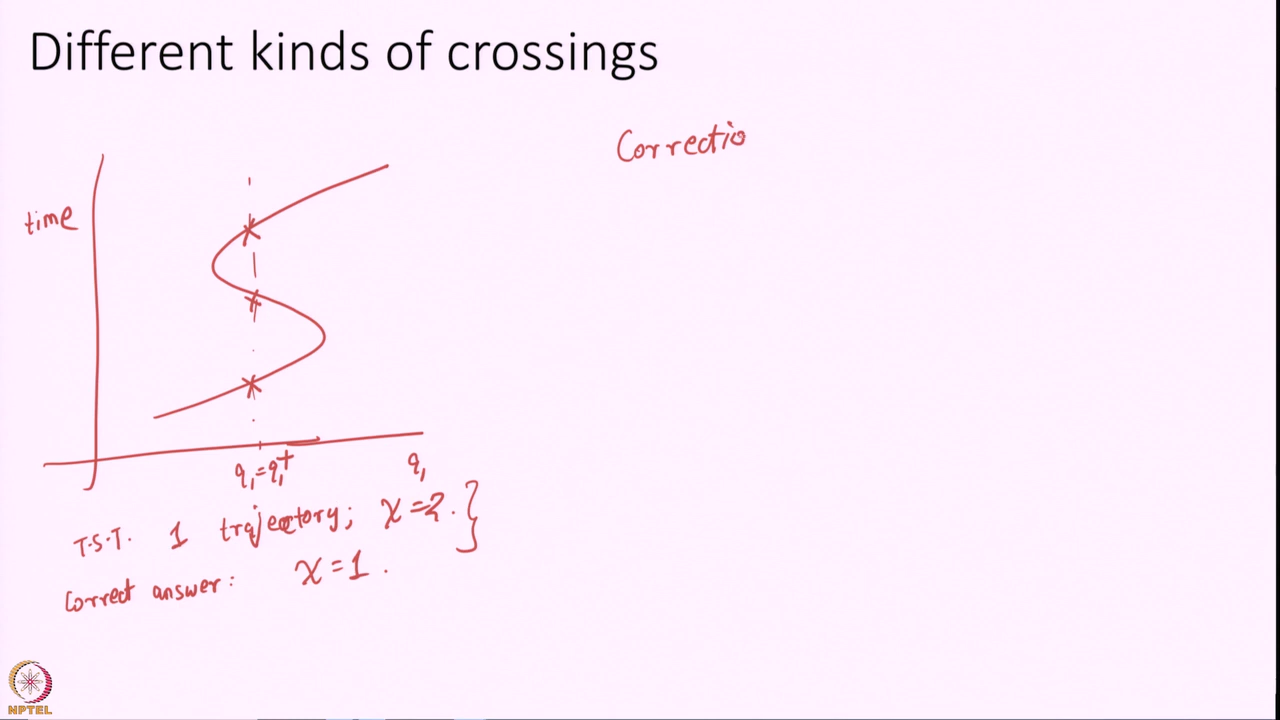 Different kinds of crossings
Correctio
time
q₁=q₁†
q₁
T.S.T. 1 trajectory; χ=2. }
Correct answer: χ=1.
NPTEL